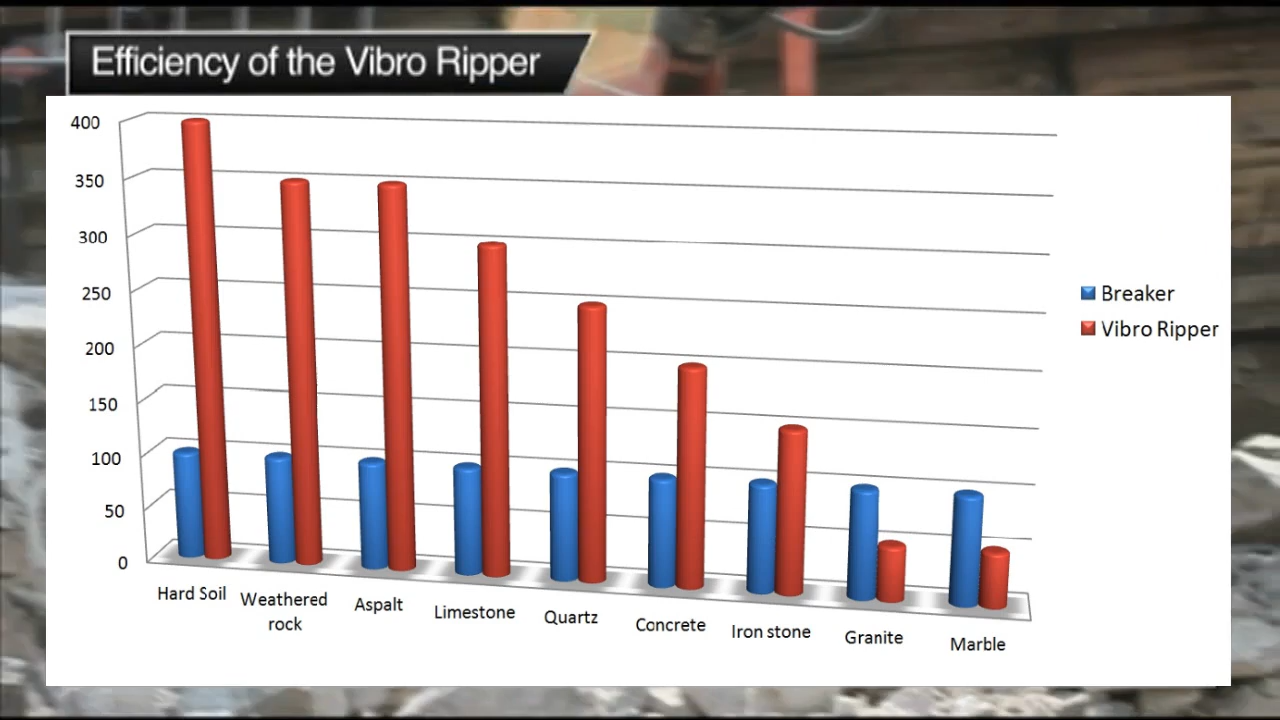 Efficiency of the Vibro Ripper
400
350
300
250
200
150
100
50
0
Hard Soil
Weathered
rock
Aspalt
Limestone
Quartz
Concrete
Iron stone
Granite
Marble
Breaker
Vibro Ripper